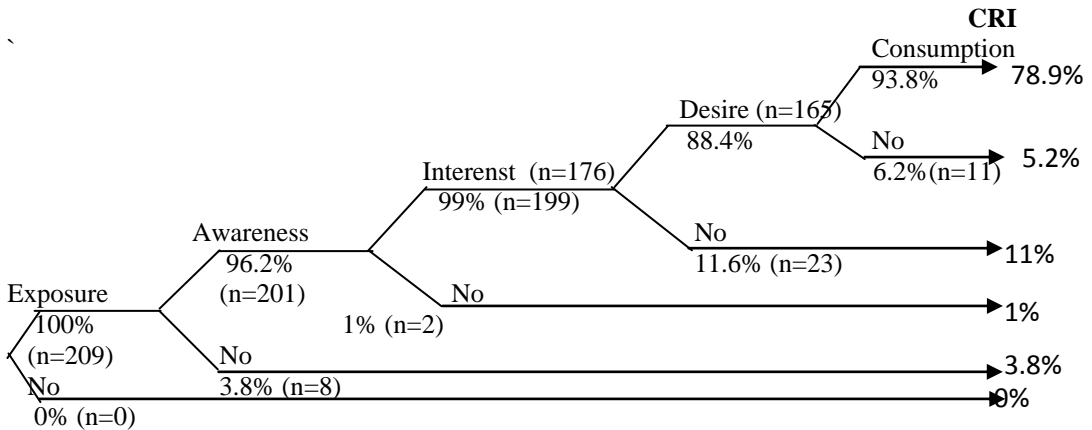 CRI
`
Consumption
93.8%
78.9%
Desire (n=165)
88.4%
No
6.2%(n=11)
5.2%
Interenst (n=176)
99% (n=199)
Awareness
96.2%
(n=201)
No
11.6% (n=23)
11%
Exposure
100%
(n=209)
No
1% (n=2)
1%
No
3.8% (n=8)
3.8%
No
0% (n=0)
0%